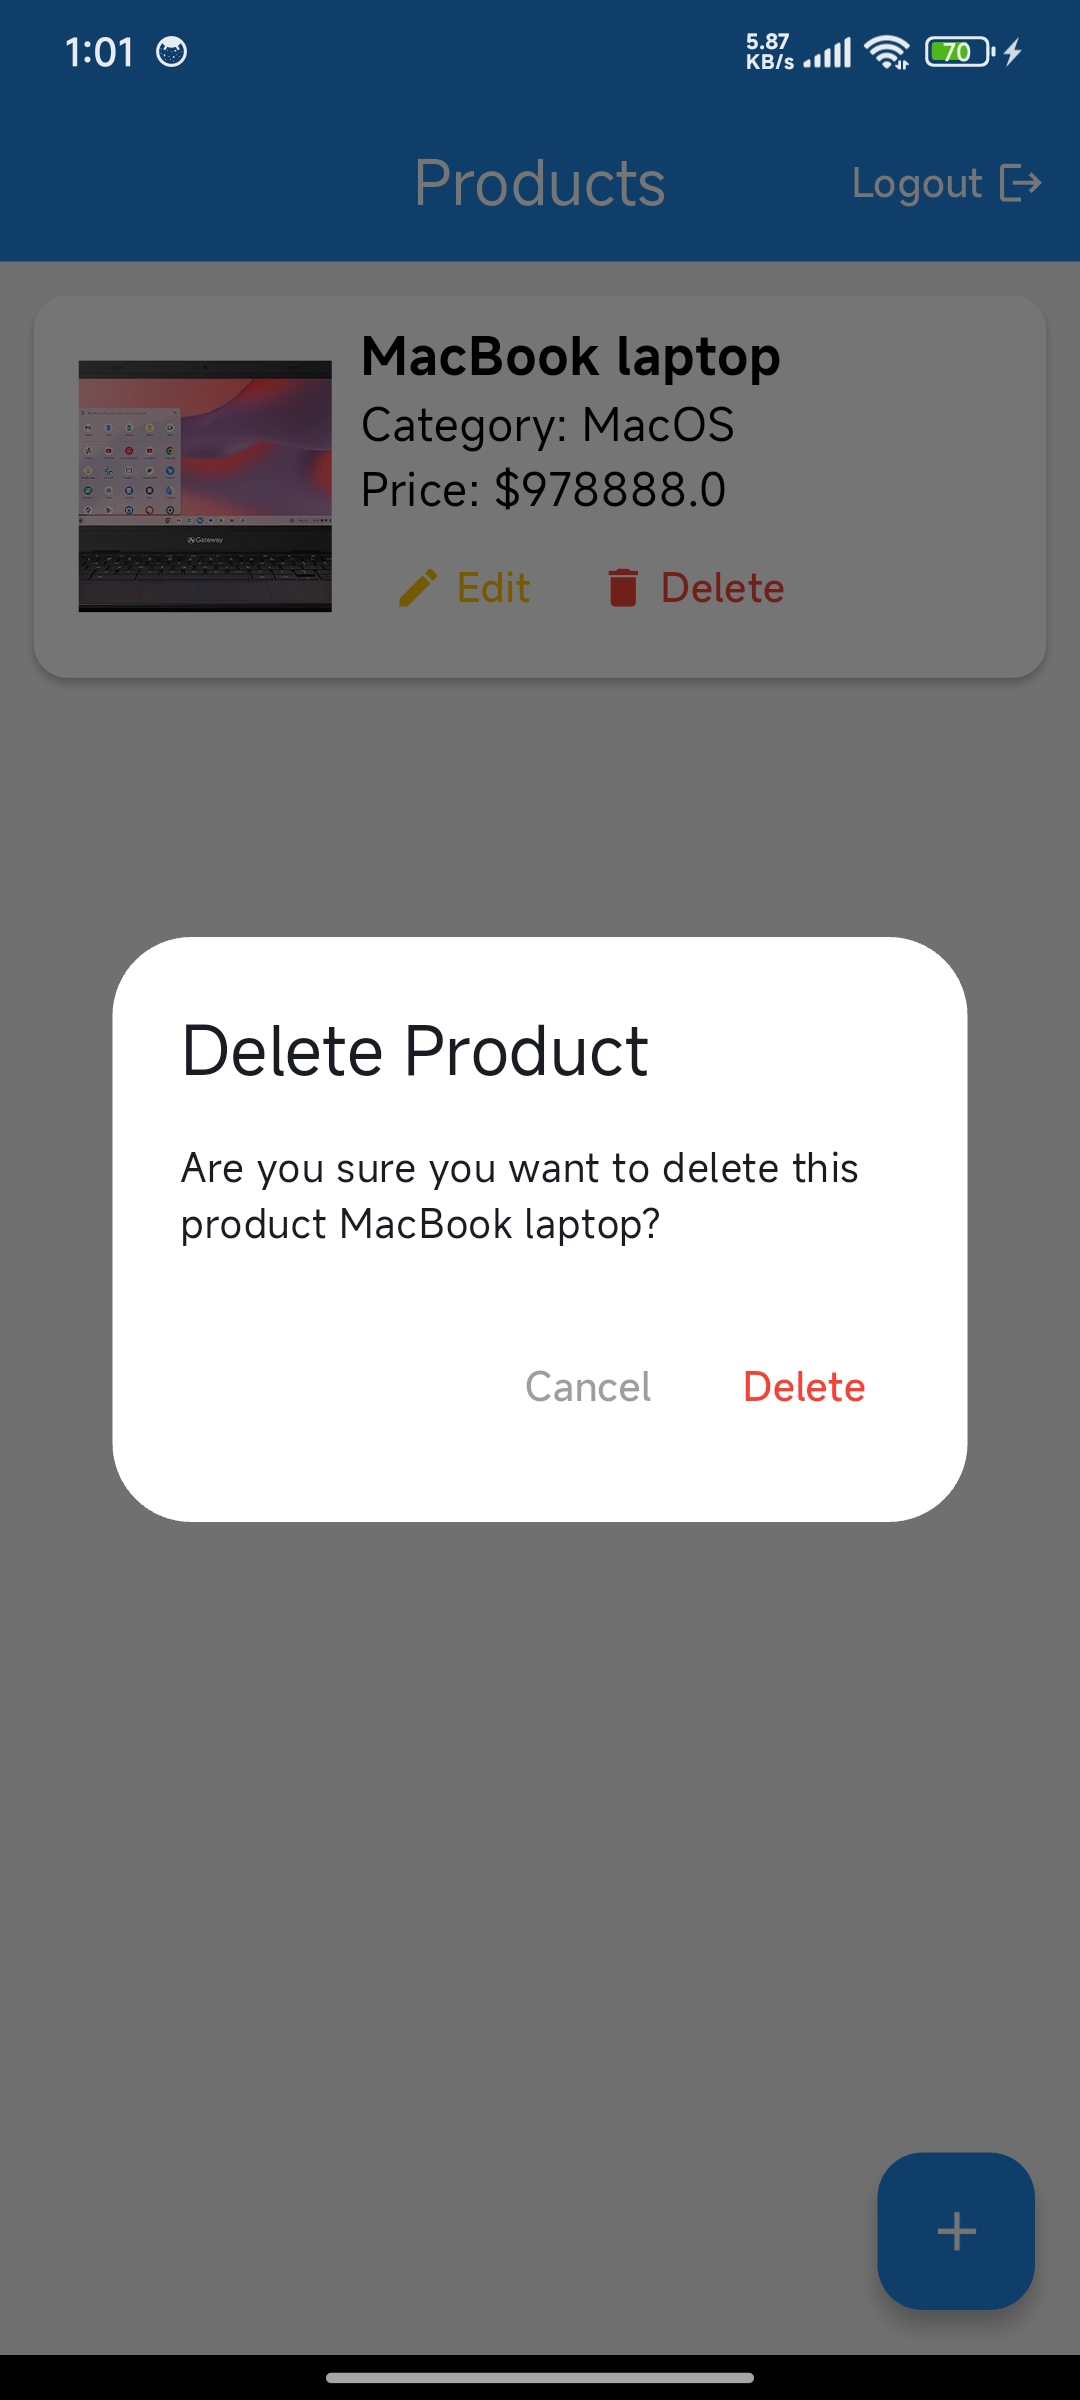 1:01
5.87
KB/s
70
Products
Logout
MacBook laptop
Category: MacOS
Price: $978888.0
Gateway
Edit
Delete
Delete Product
Are you sure you want to delete this
product MacBook laptop?
Cancel
Delete